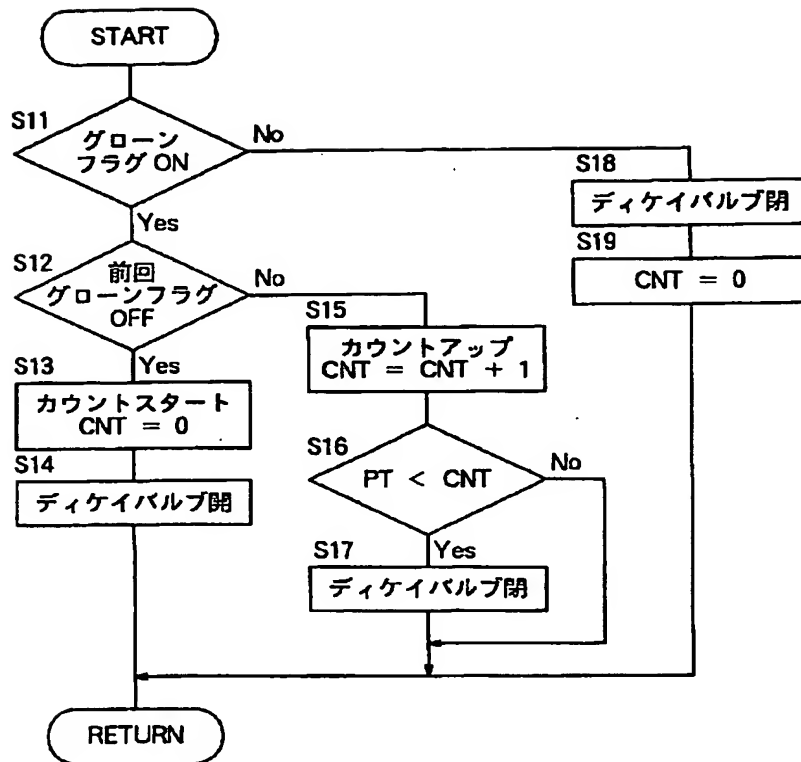 START
S11
グローン
フラグ ON
No
Yes
S12
前回
グローンフラグ
OFF
No
Yes
S13
カウントスタート
CNT = 0
S14
ディケイバルブ開
S15
カウントアップ
CNT = CNT + 1
S16
PT < CNT
No
Yes
S17
ディケイバルブ閉
S18
ディケイバルブ閉
S19
CNT = 0
RETURN